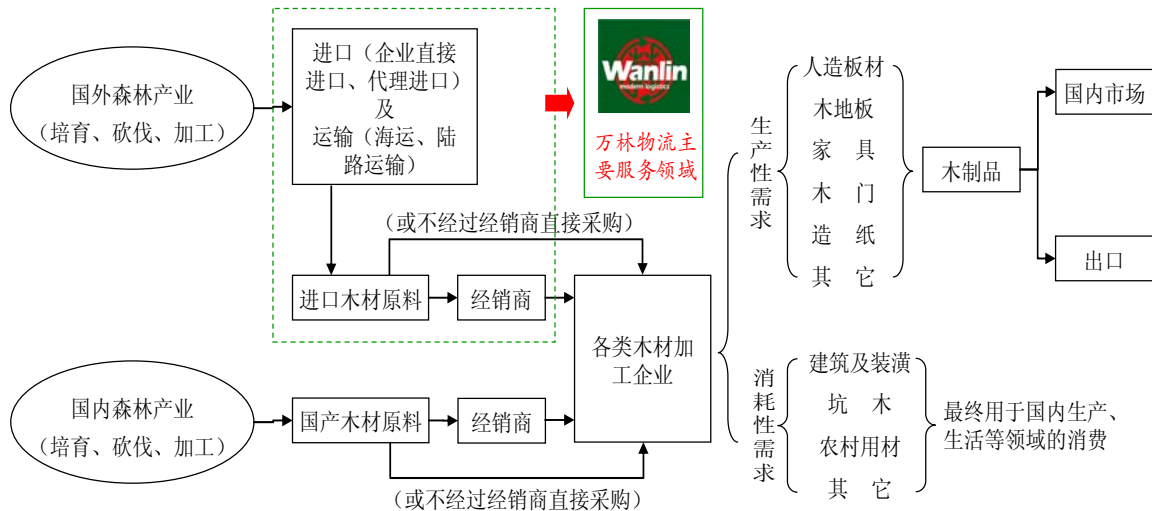 国外森林产业
（培育、砍伐、加工）
进口（企业直接
进口、代理进口）
及
运输（海运、陆
路运输）
Wanlin
modern logistics
万林物流主
要服务领域
（或不经过经销商直接采购）
进口木材原料
经销商
国内森林产业
（培育、砍伐、加工）
国产木材原料
经销商
（或不经过经销商直接采购）
各类木材加
工企业
生产性需求
人造板材
木地板
家 具
木 门
造 纸
其 它
木制品
国内市场
出口
消耗性需求
建筑及装潢
坑 木
农村用材
其 它
最终用于国内生产、
生活等领域的消费